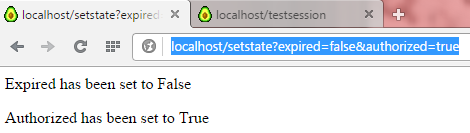 localhost/setstate?expired
localhost/testsession
localhost/setstate?expired=false&authorized=true
Expired has been set to False
Authorized has been set to True